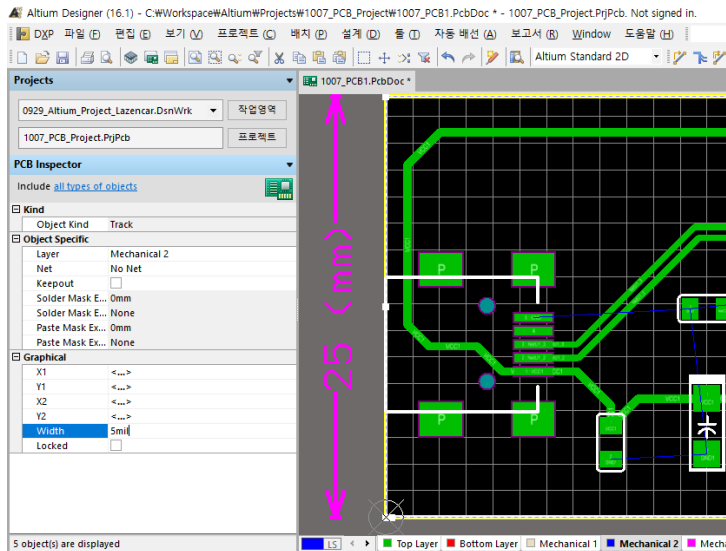 Altium Designer (16.1) - C:₩Workspace₩Altium₩Projects₩1007_PCB_Project₩1007_PCB1.PcbDoc * - 1007_PCB_Project.PrjPcb. Not signed in.
DXP 파일 (F) 편집 (E) 보기 (V) 프로젝트 (C) 배치 (P) 설계 (D) 툴 (T) 자동 배선 (A) 보고서 (R) Window 도움말 (H)
Altium Standard 2D
Projects
1007_PCB1.PcbDoc *
0929_Altium_Project_Lazencar.DsnWrk 작업영역
1007_PCB_Project.PrjPcb 프로젝트
PCB Inspector
Include all types of objects
Kind
Object Kind Track
Object Specific
Layer Mechanical 2
Net No Net
Keepout
Solder Mask E... 0mm
Solder Mask E... None
Paste Mask Ex... 0mm
Paste Mask Ex... None
Graphical
X1 <...>
Y1 <...>
X2 <...>
Y2 <...>
Width 5mil
Locked
25 (mm)
P P
P P
VCC1
VCC1
VCC1
VCC1
VCC1
GND1
5 object(s) are displayed
LS Top Layer Bottom Layer Mechanical 1 Mechanical 2 Mecha